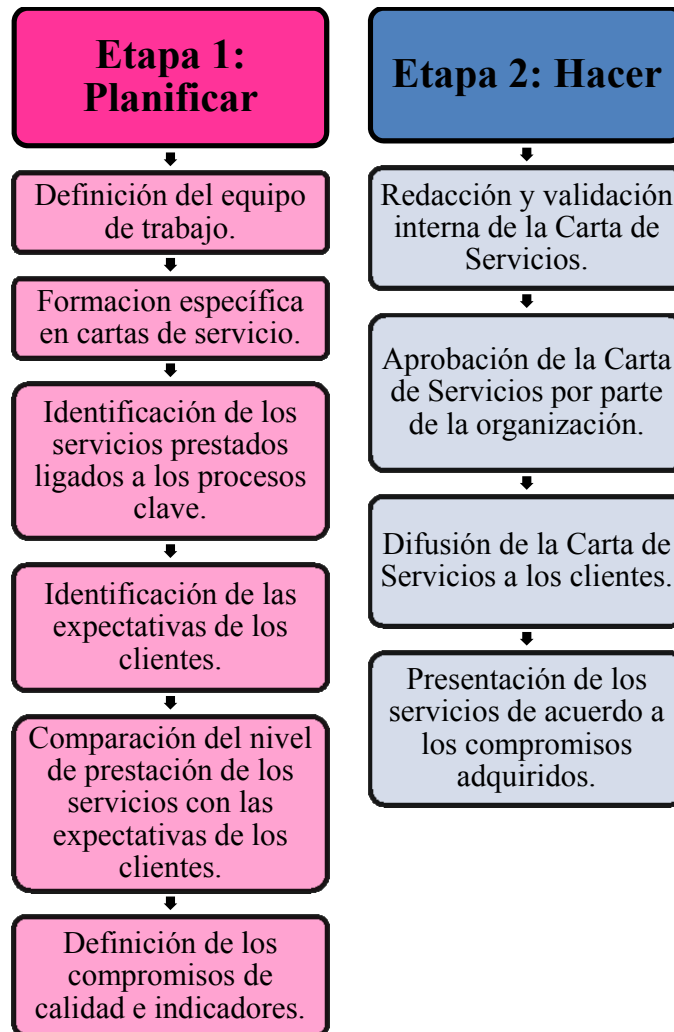 Etapa 1:
Planificar
Definición del equipo
de trabajo.
Formacion específica
en cartas de servicio.
Identificación de los
servicios prestados
ligados a los procesos
clave.
Identificación de las
expectativas de los
clientes.
Comparación del nivel
de prestación de los
servicios con las
expectativas de los
clientes.
Definición de los
compromisos de
calidad e indicadores.
Etapa 2: Hacer
Redacción y validación
interna de la Carta de
Servicios.
Aprobación de la Carta
de Servicios por parte
de la organización.
Difusión de la Carta de
Servicios a los clientes.
Presentación de los
servicios de acuerdo a
los compromisos
adquiridos.